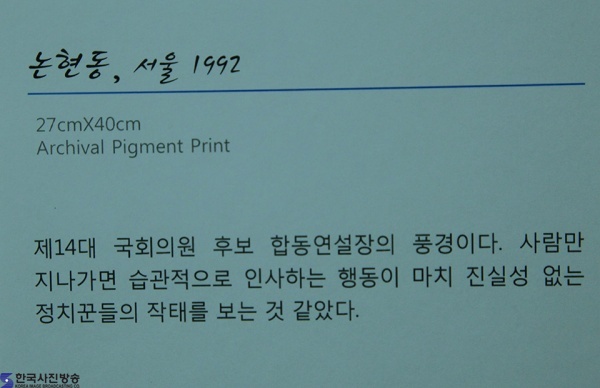 논현동, 서울 1992
27cmX40cm
Archival Pigment Print
제14대 국회의원 후보 합동연설장의 풍경이다. 사람만
지나가면 습관적으로 인사하는 행동이 마치 진실성 없는
정치꾼들의 작태를 보는 것 같았다.
한국사진방송
KOREA IMAGE BROADCASTING CO.